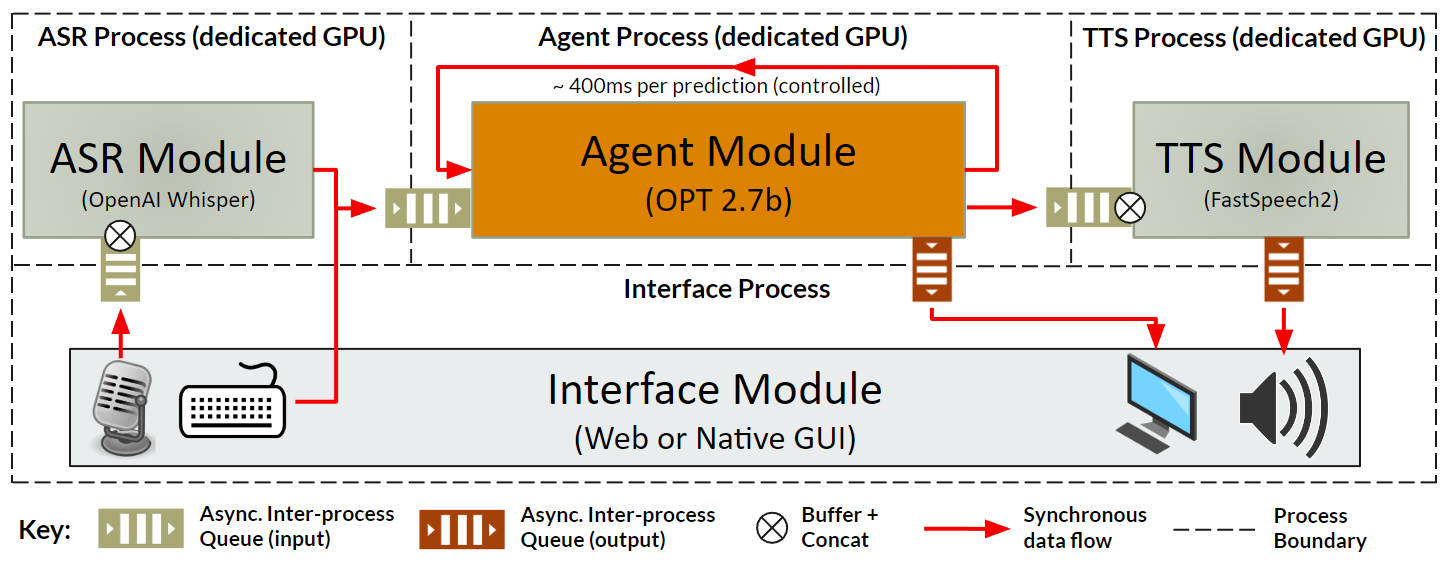 ASR Process (dedicated GPU)
Agent Process (dedicated GPU)
TTS Process (dedicated GPU)
~ 400ms per prediction (controlled)
ASR Module
(OpenAI Whisper)
Agent Module
(OPT 2.7b)
TTS Module
(FastSpeech2)
Interface Process
Interface Module
(Web or Native GUI)
Key:
Async. Inter-process
Queue (input)
Async. Inter-process
Queue (output)
Buffer +
Concat
Synchronous
data flow
Process
Boundary